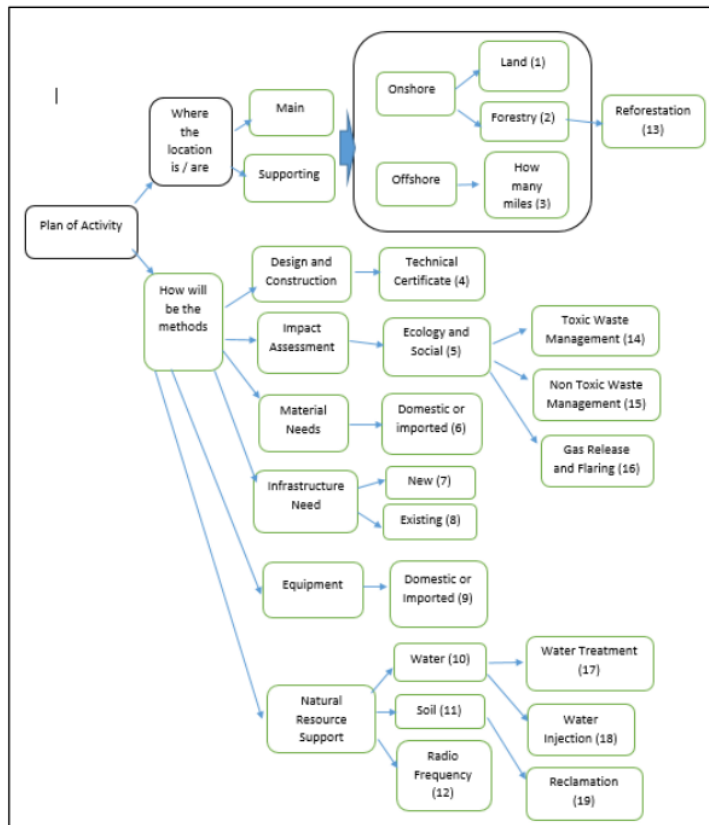 Plan of Activity
Where
the
location
is / are
Main
Supporting
Onshore
Land (1)
Forestry (2)
Reforestation
(13)
Offshore
How
many
miles (3)
How will
be the
methods
Design and
Construction
Technical
Certificate (4)
Impact
Assessment
Ecology and
Social (5)
Toxic Waste
Management (14)
Non Toxic Waste
Management (15)
Gas Release
and Flaring (16)
Material
Needs
Domestic or
imported (6)
Infrastructure
Need
New (7)
Existing (8)
Equipment
Domestic or
Imported (9)
Natural
Resource
Support
Water (10)
Water Treatment
(17)
Water
Injection (18)
Soil (11)
Reclamation
(19)
Radio
Frequency
(12)